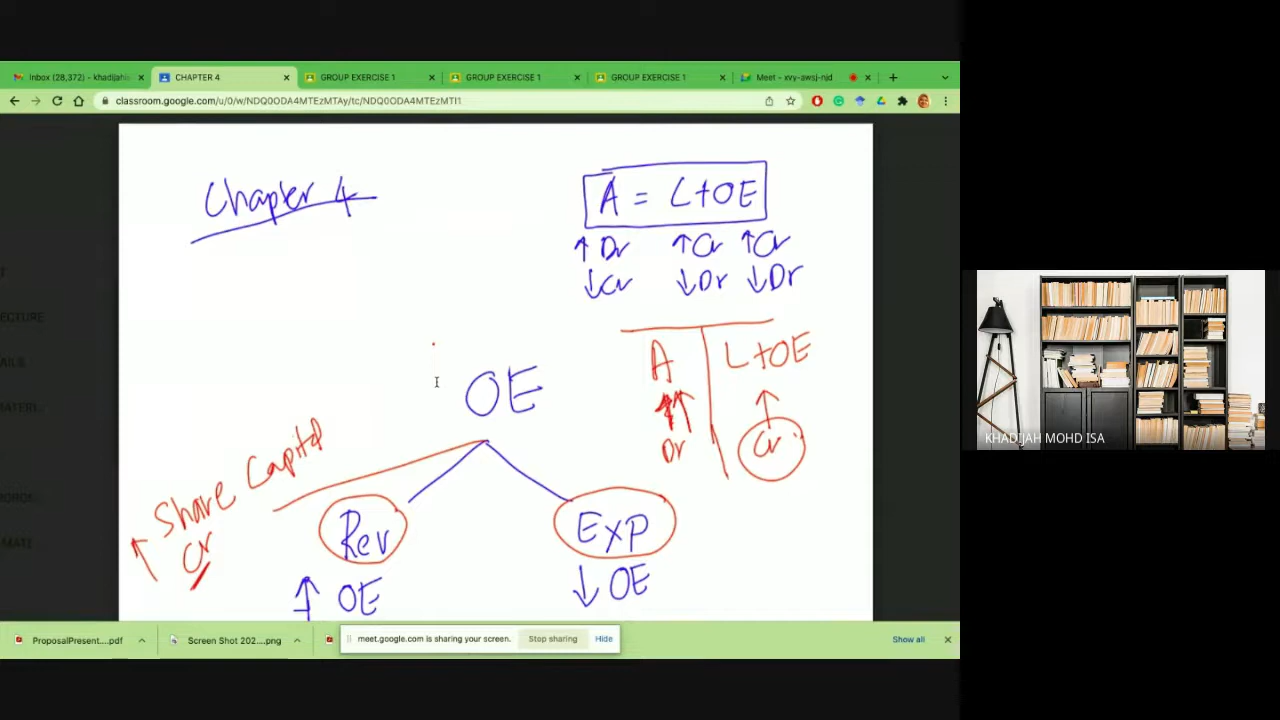 Inbox (28,372) - khadijahis
CHAPTER 4
GROUP EXERCISE 1
GROUP EXERCISE 1
GROUP EXERCISE 1
Meet - xvy-awsj-njd
classroom.google.com/u/0/w/NDQ0ODA4MTEzMTAy/tc/NDQ0ODA4MTEzMTI1
Chapter 4
A = L+OE
↑ Dr ↑ Cr ↑ Cr
↓ Cr ↓ Dr ↓ Dr
A L+OE
↑ ↑
Dr Cr
OE
Share Capital
↑ Cr
Rev Exp
↑ OE ↓ OE
ECTURE
KHADIJAH MOHD ISA
ProposalPresent....pdf
Screen Shot 202....png
meet.google.com is sharing your screen.
Stop sharing
Hide
Show all